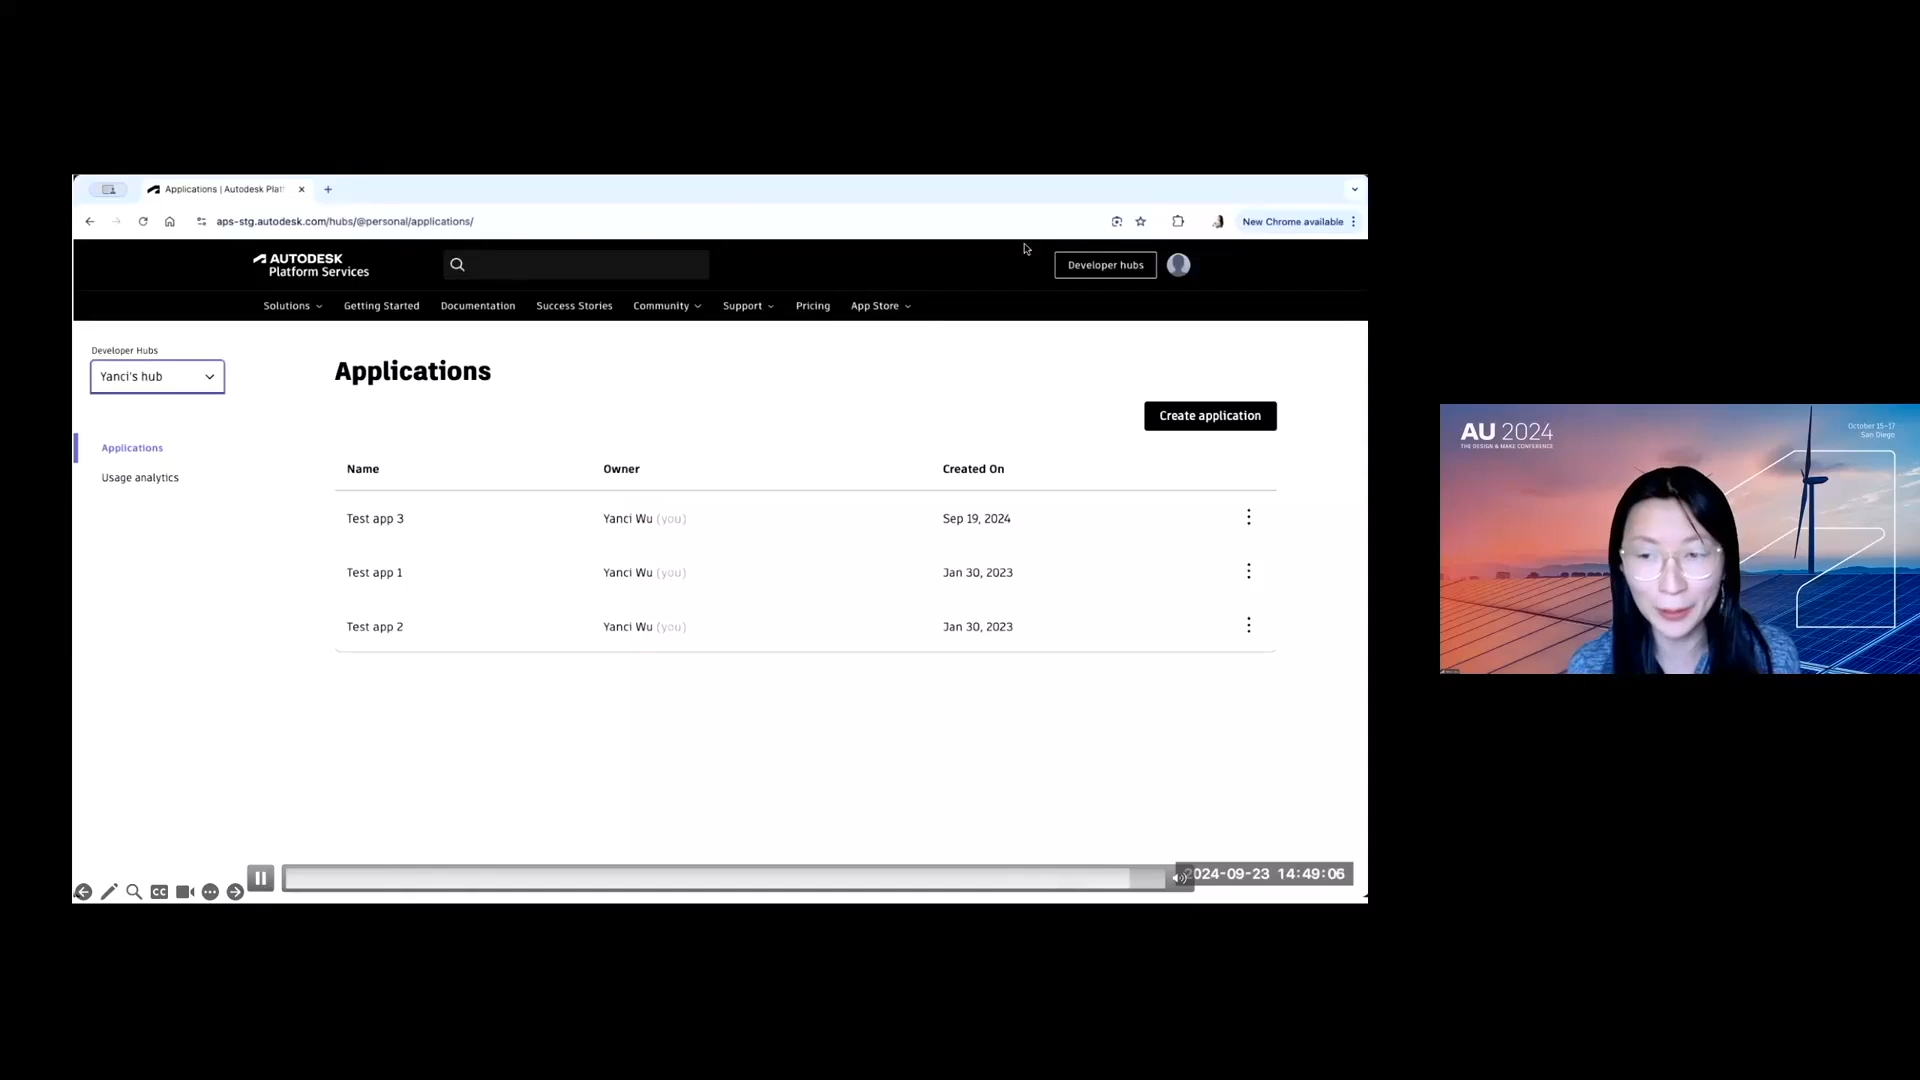 Applications | Autodesk Plat
aps-stg.autodesk.com/hubs/@personal/applications/
New Chrome available
AUTODESK
Platform Services
Developer hubs
Solutions
Getting Started
Documentation
Success Stories
Community
Support
Pricing
App Store
Developer Hubs
Yanci's hub
Applications
Usage analytics
Applications
Create application
Name Owner Created On
Test app 3 Yanci Wu (you) Sep 19, 2024
Test app 1 Yanci Wu (you) Jan 30, 2023
Test app 2 Yanci Wu (you) Jan 30, 2023
CC
2024-09-23 14:49:06
AU 2024
THE DESIGN & MAKE CONFERENCE
October 15–17
San Diego